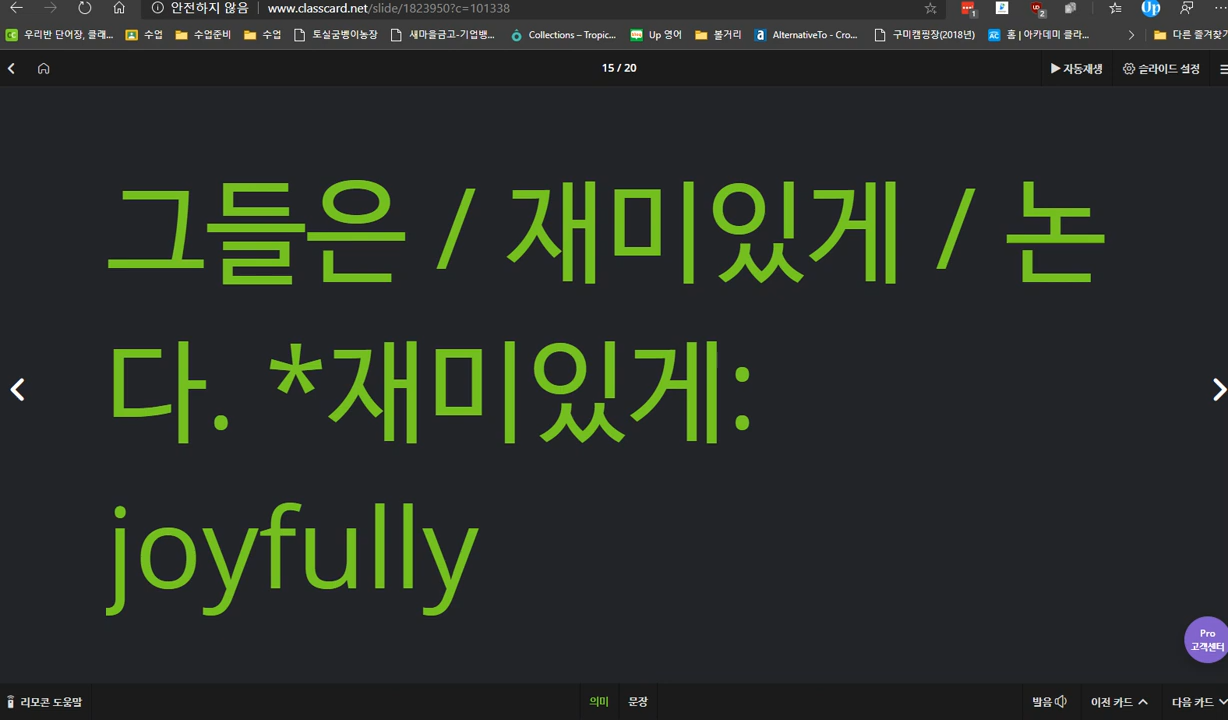 안전하지 않음 | www.classcard.net/slide/1823950?c=101338
우리반 단어장, 클래... 수업 수업준비 수업 토실굼벵이농장 새마을금고-기업뱅... Collections – Tropic... Up 영어 볼거리 AlternativeTo - Cro... 구미캠핑장(2018년) 홈 | 아카데미 클라... 다른 즐겨찾기
15 / 20
자동재생 슬라이드 설정
그들은 / 재미있게 / 논
다. *재미있게:
joyfully
Pro
고객센터
리모콘 도움말 의미 문장 발음 이전 카드 다음 카드